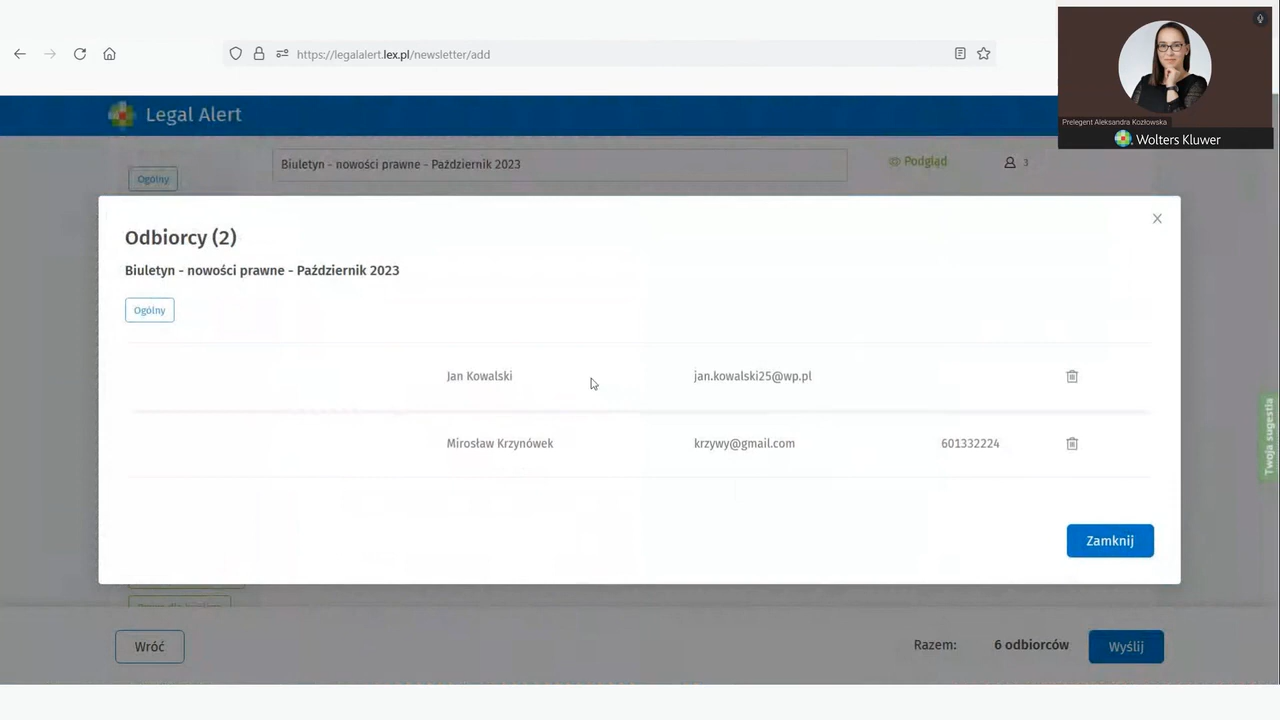 https://legalalert.lex.pl/newsletter/add
Prelegent Aleksandra Kozłowska
Wolters Kluwer
Legal Alert
Ogólny
Biuletyn - nowości prawne - Październik 2023
Podgląd
3
Odbiorcy (2)
Biuletyn - nowości prawne - Październik 2023
Ogólny
Jan Kowalski jan.kowalski25@wp.pl
Mirosław Krzynówek krzywy@gmail.com 601332224
Twoja sugestia
Zamknij
Wróć
Razem: 6 odbiorców
Wyślij